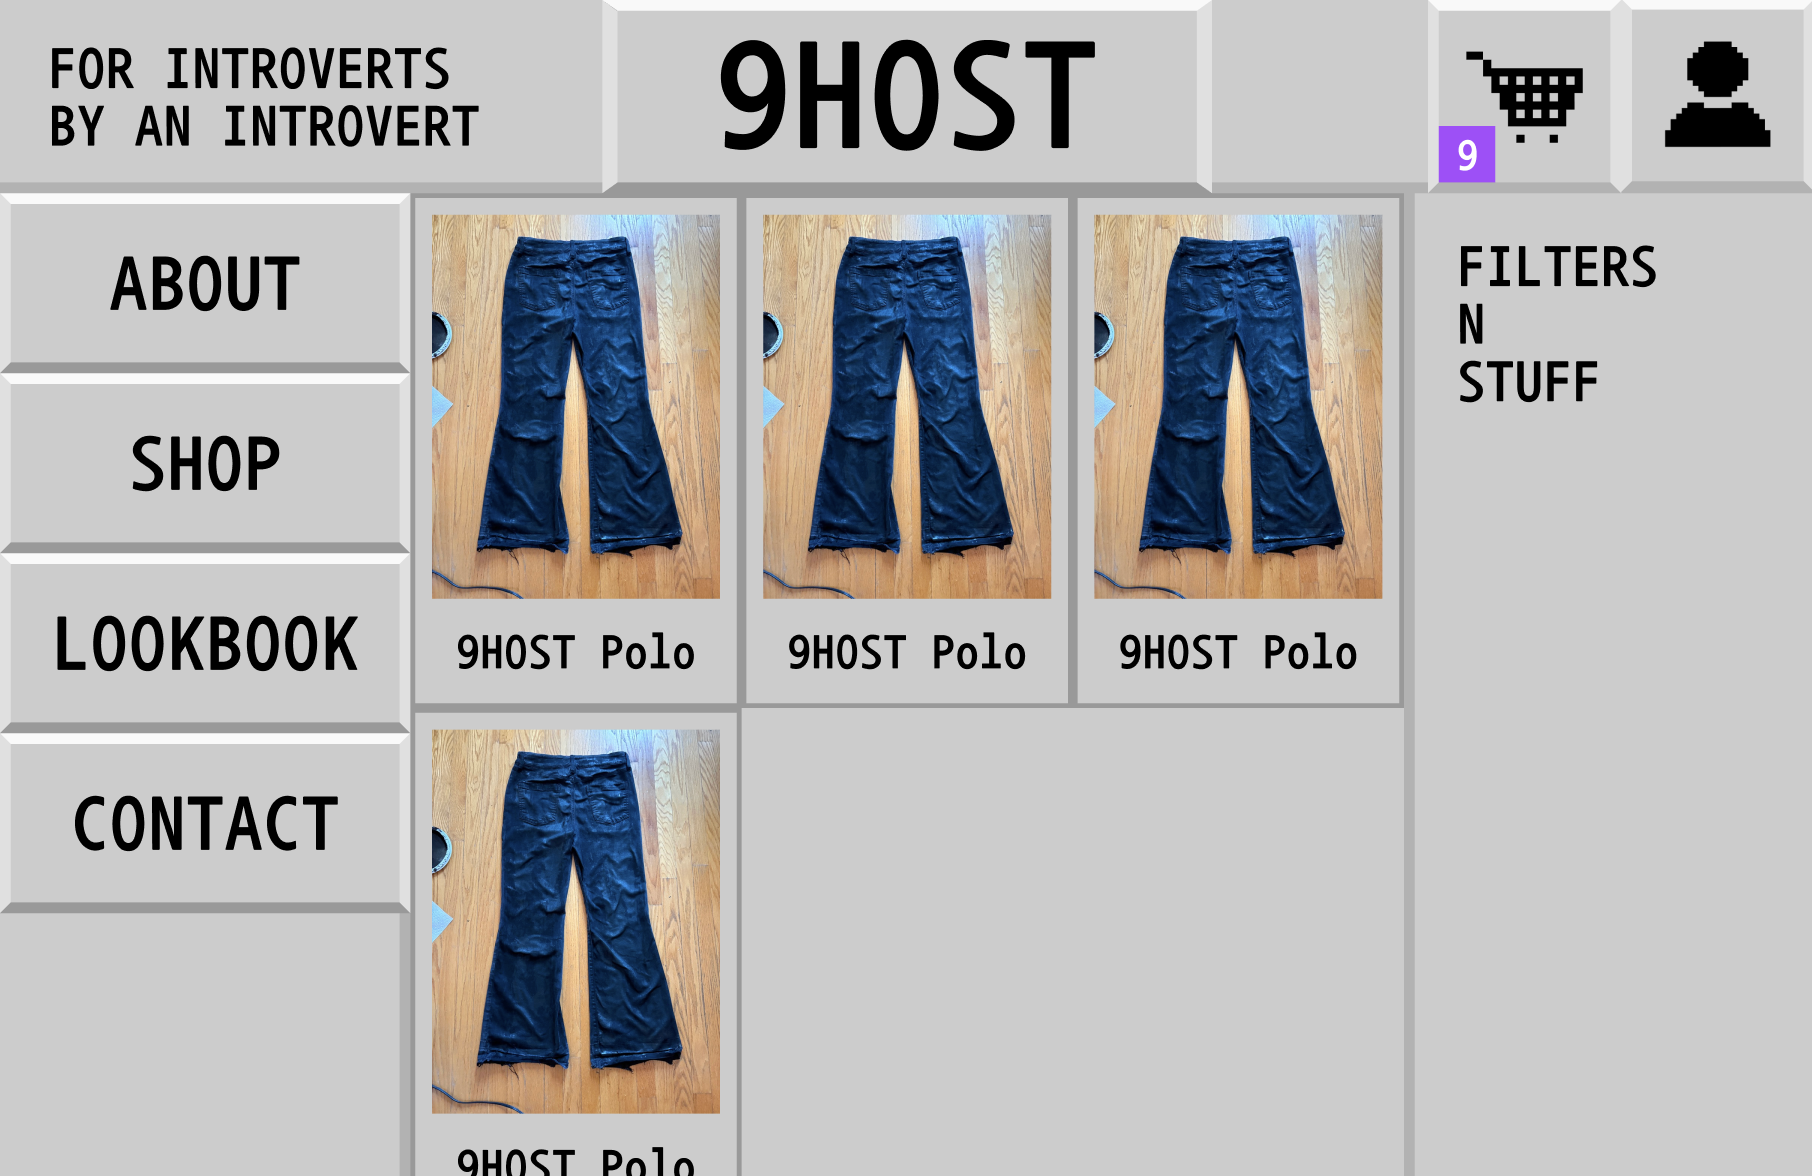 FOR INTROVERTS
BY AN INTROVERT
9HOST
9
ABOUT
SHOP
LOOKBOOK
CONTACT
9HOST Polo
9HOST Polo
9HOST Polo
9HOST Polo
FILTERS
N
STUFF